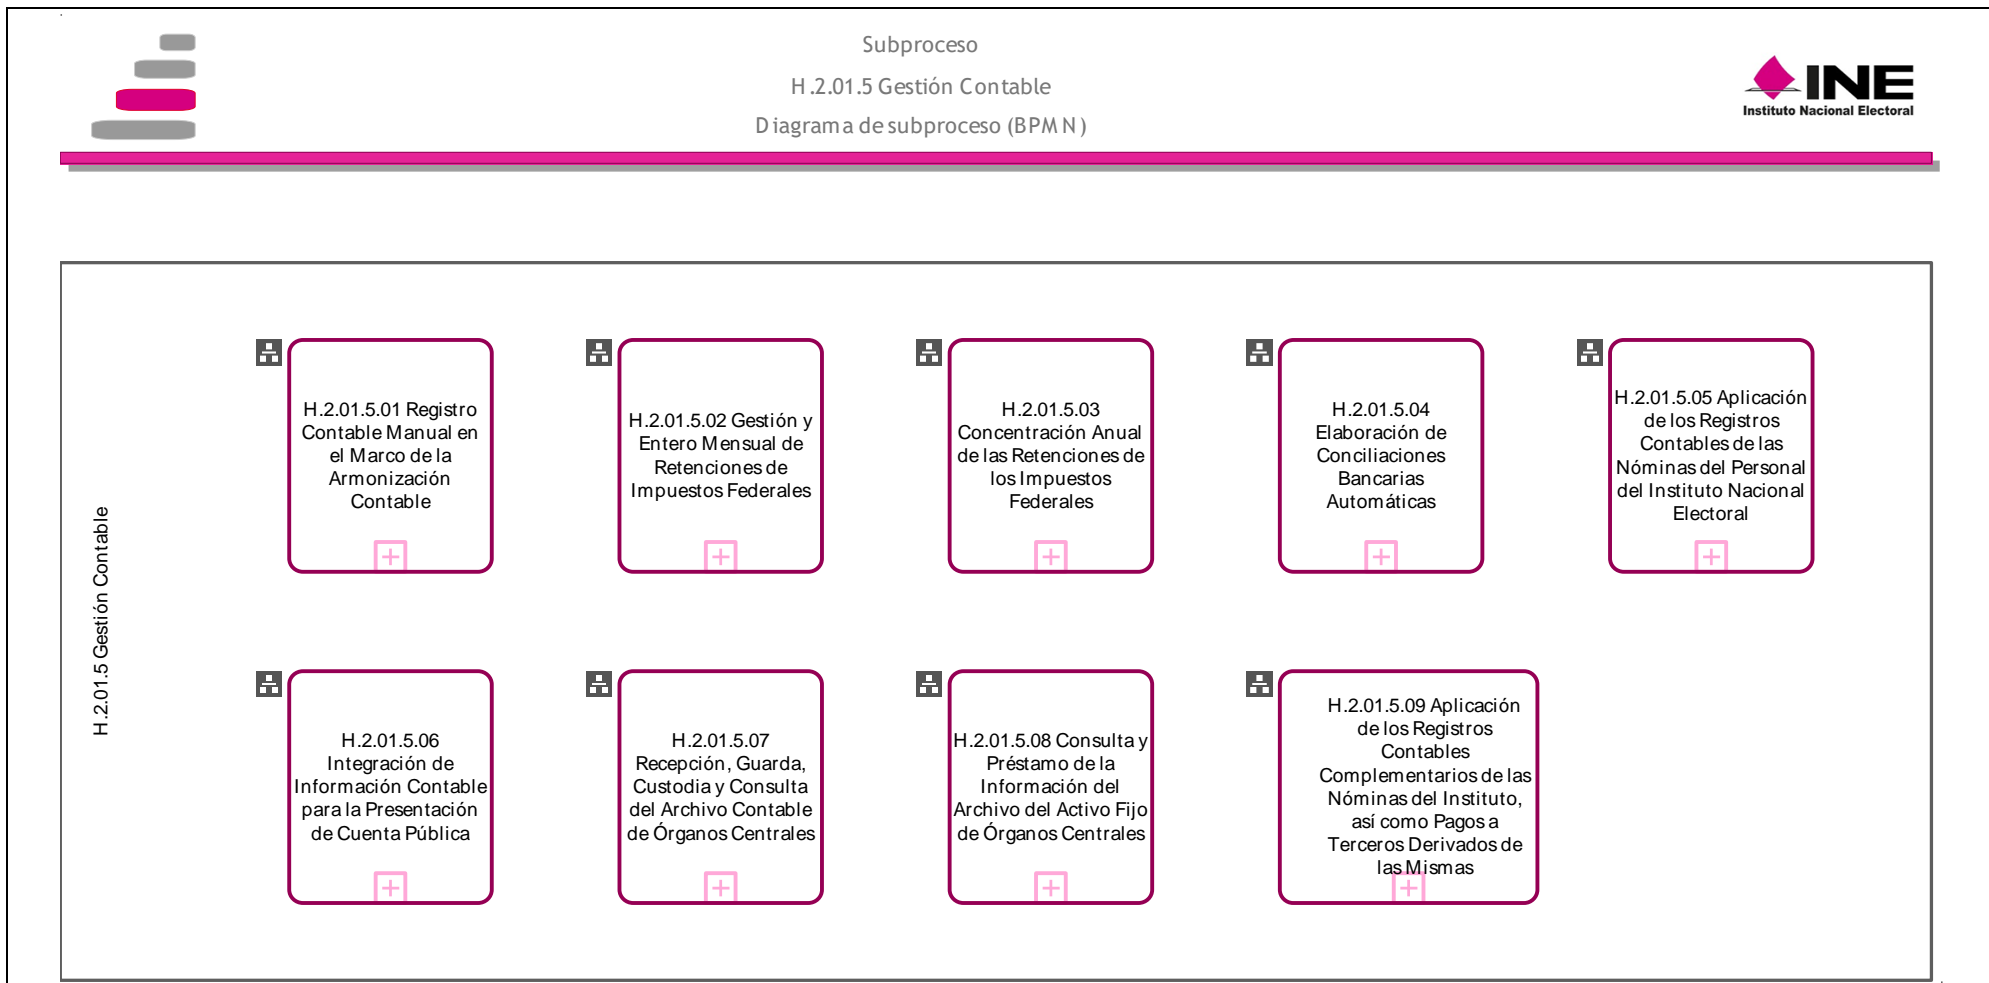 Subproceso
H.2.01.5 Gestión Contable
Diagrama de subproceso (BPMN)
INE
Instituto Nacional Electoral
H.2.01.5 Gestión Contable
H.2.01.5.01 Registro
Contable Manual en
el Marco de la
Armonización
Contable
H.2.01.5.02 Gestión y
Entero Mensual de
Retenciones de
Impuestos Federales
H.2.01.5.03
Concentración Anual
de las Retenciones de
los Impuestos
Federales
H.2.01.5.04
Elaboración de
Conciliaciones
Bancarias
Automáticas
H.2.01.5.05 Aplicación
de los Registros
Contables de las
Nóminas del Personal
del Instituto Nacional
Electoral
H.2.01.5.06
Integración de
Información Contable
para la Presentación
de Cuenta Pública
H.2.01.5.07
Recepción, Guarda,
Custodia y Consulta
del Archivo Contable
de Órganos Centrales
H.2.01.5.08 Consulta y
Préstamo de la
Información del
Archivo del Activo Fijo
de Órganos Centrales
H.2.01.5.09 Aplicación
de los Registros
Contables
Complementarios de las
Nóminas del Instituto,
así como Pagos a
Terceros Derivados de
las Mismas